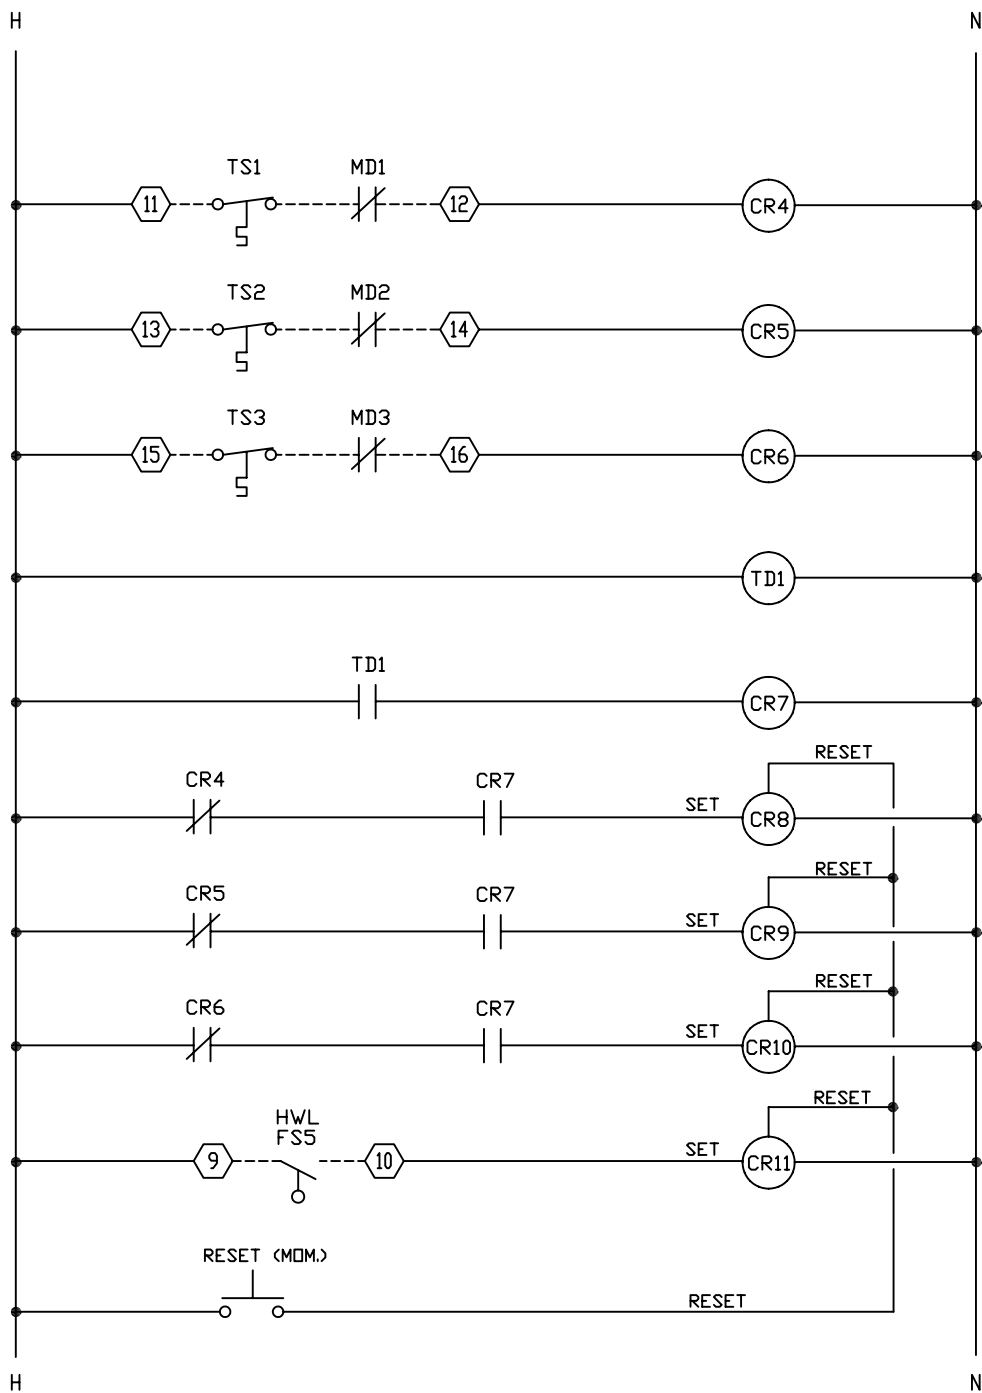 H N
TS1 MD1
11 12 CR4
TS2 MD2
13 14 CR5
TS3 MD3
15 16 CR6
TD1
TD1
CR7
RESET
CR4 CR7 SET
CR8
RESET
CR5 CR7 SET
CR9
RESET
CR6 CR7 SET
CR10
RESET
HWL
FS5
SET
9 10 CR11
RESET (MOM.)
RESET
H N